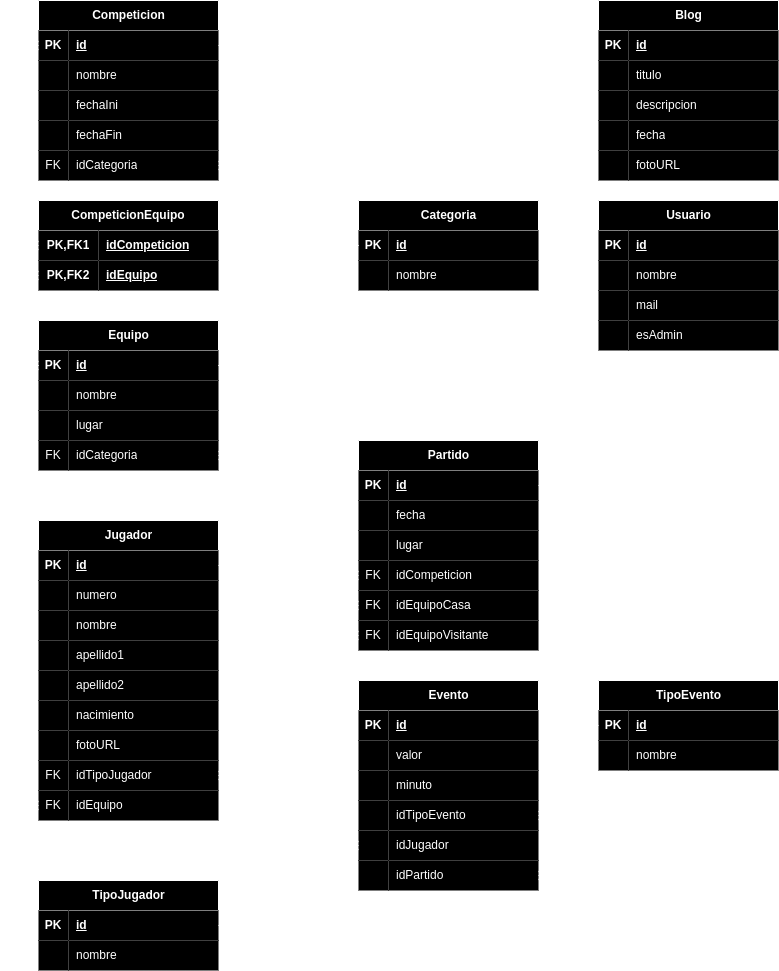 Competicion
PK id
nombre
fechaIni
fechaFin
FK idCategoria
CompeticionEquipo
PK,FK1 idCompeticion
PK,FK2 idEquipo
Equipo
PK id
nombre
lugar
FK idCategoria
Jugador
PK id
numero
nombre
apellido1
apellido2
nacimiento
fotoURL
FK idTipoJugador
FK idEquipo
TipoJugador
PK id
nombre
Categoria
PK id
nombre
Partido
PK id
fecha
lugar
FK idCompeticion
FK idEquipoCasa
FK idEquipoVisitante
Evento
PK id
valor
minuto
idTipoEvento
idJugador
idPartido
Blog
PK id
titulo
descripcion
fecha
fotoURL
Usuario
PK id
nombre
mail
esAdmin
TipoEvento
PK id
nombre